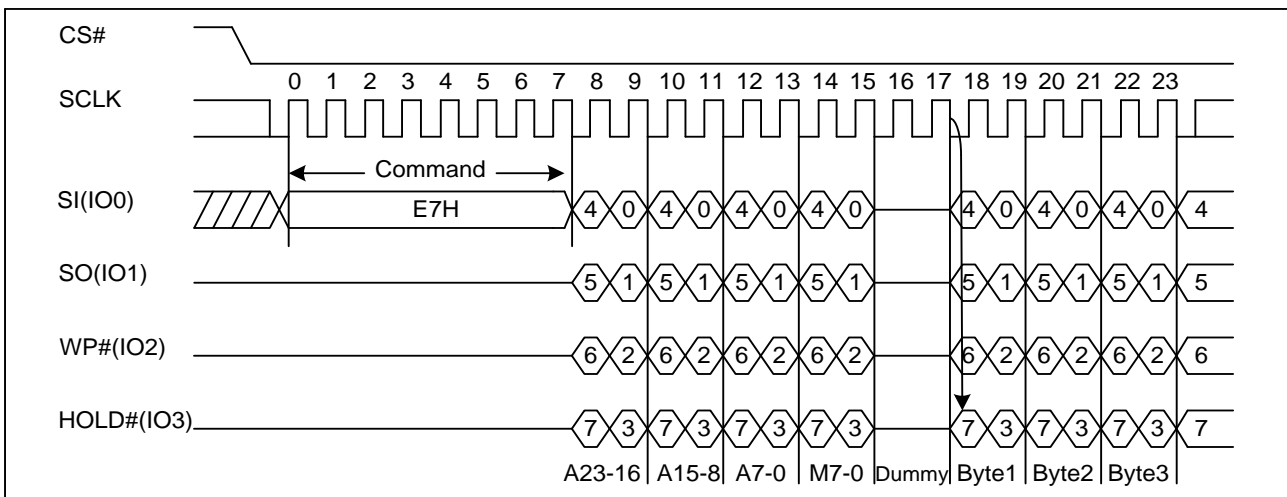 CS#
0 1 2 3 4 5 6 7 8 9 10 11 12 13 14 15 16 17 18 19 20 21 22 23
SCLK
Command
SI(IO0) E7H 4 0 4 0 4 0 4 0 4 0 4 0 4 0 4
SO(IO1) 5 1 5 1 5 1 5 1 5 1 5 1 5 1 5
WP#(IO2) 6 2 6 2 6 2 6 2 6 2 6 2 6 2 6
HOLD#(IO3) 7 3 7 3 7 3 7 3 7 3 7 3 7 3 7
A23-16 A15-8 A7-0 M7-0 Dummy Byte1 Byte2 Byte3